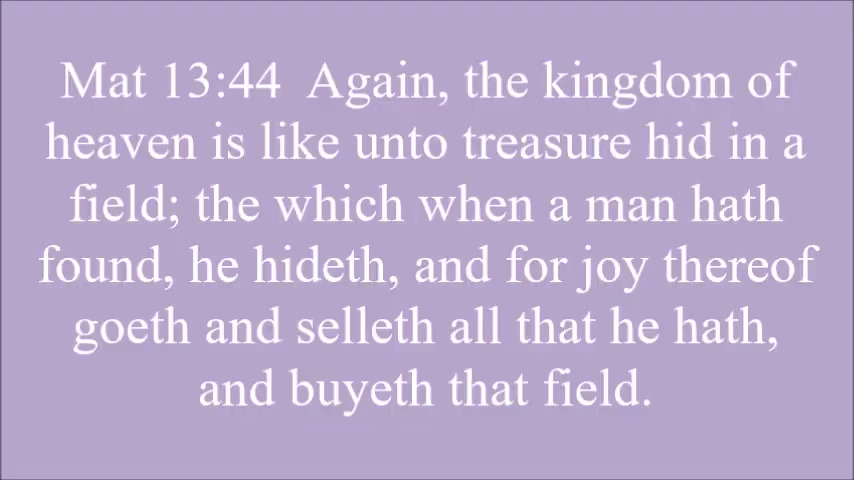 Mat 13:44  Again, the kingdom of
heaven is like unto treasure hid in a
field; the which when a man hath
found, he hideth, and for joy thereof
goeth and selleth all that he hath,
and buyeth that field.